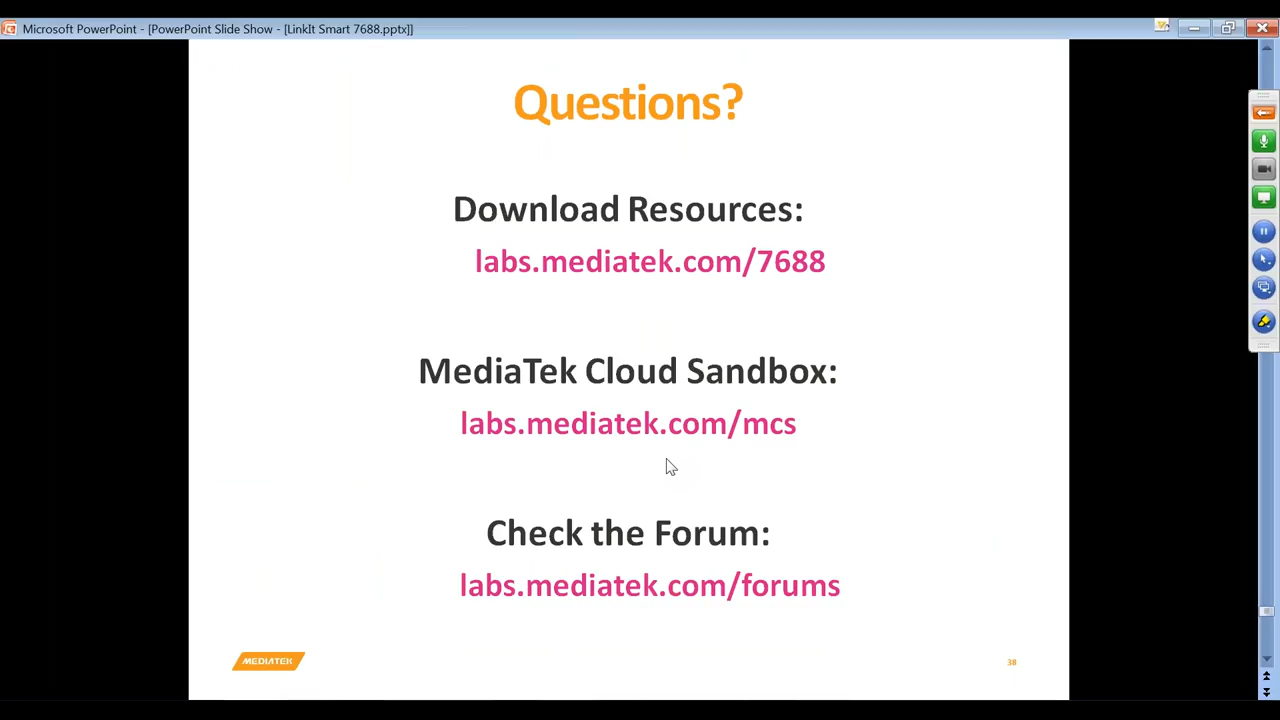 Microsoft PowerPoint - [PowerPoint Slide Show - [LinkIt Smart 7688.pptx]]
Questions?
Download Resources:
labs.mediatek.com/7688
MediaTek Cloud Sandbox:
labs.mediatek.com/mcs
Check the Forum:
labs.mediatek.com/forums
MEDIATEK
38